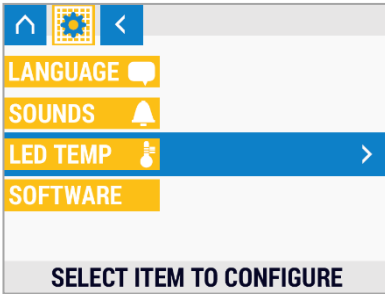 LANGUAGE
SOUNDS
LED TEMP
SOFTWARE
SELECT ITEM TO CONFIGURE